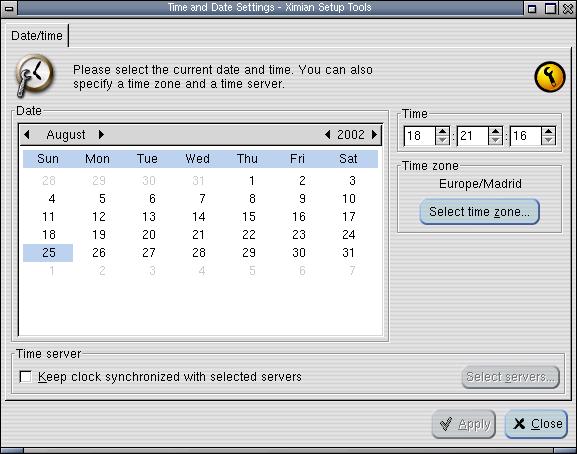 Time and Date Settings - Ximian Setup Tools
Date/time
Please select the current date and time. You can also
specify a time zone and a time server.
Date
August 2002
Sun Mon Tue Wed Thu Fri Sat
28 29 30 31 1 2 3
4 5 6 7 8 9 10
11 12 13 14 15 16 17
18 19 20 21 22 23 24
25 26 27 28 29 30 31
1 2 3 4 5 6 7
Time
18 : 21 : 16
Time zone
Europe/Madrid
Select time zone...
Time server
Keep clock synchronized with selected servers
Select servers...
Apply
Close